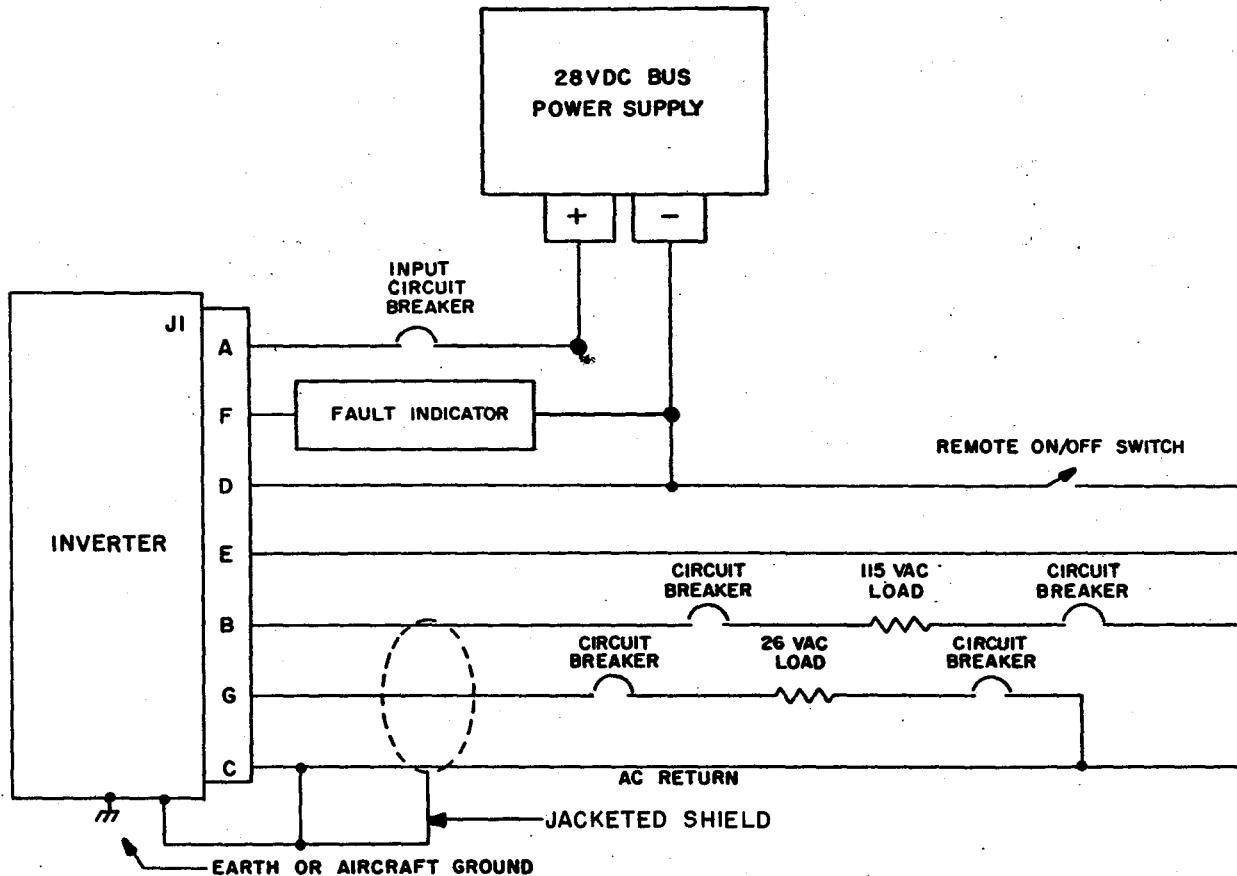 28VDC BUS
POWER SUPPLY
+
-
INPUT
CIRCUIT
BREAKER
J1
A
F
FAULT INDICATOR
REMOTE ON/OFF SWITCH
D
INVERTER
E
CIRCUIT
BREAKER
115 VAC
LOAD
CIRCUIT
BREAKER
B
CIRCUIT
BREAKER
26 VAC
LOAD
CIRCUIT
BREAKER
G
C
AC RETURN
JACKETED SHIELD
EARTH OR AIRCRAFT GROUND